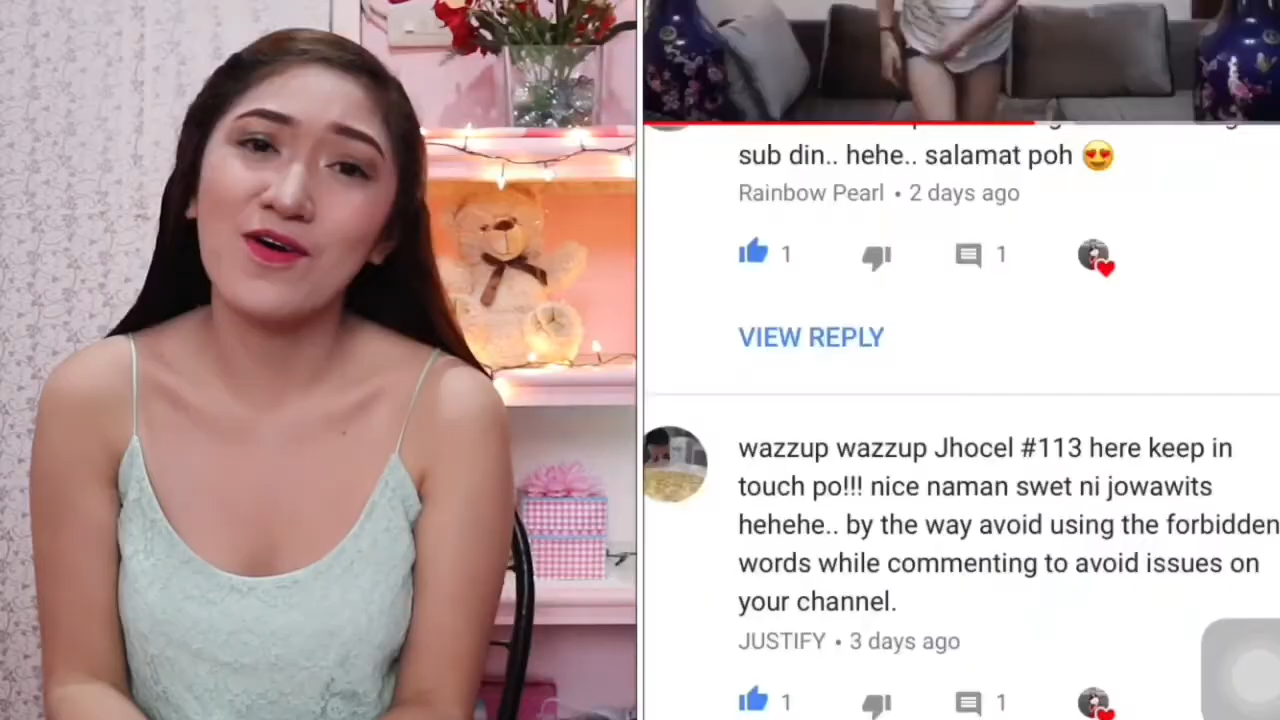 sub din.. hehe.. salamat poh 😍
Rainbow Pearl • 2 days ago
1
1
VIEW REPLY
wazzup wazzup Jhocel #113 here keep in
touch po!!! nice naman swet ni jowawits
hehehe.. by the way avoid using the forbidden
words while commenting to avoid issues on
your channel.
JUSTIFY • 3 days ago
1
1